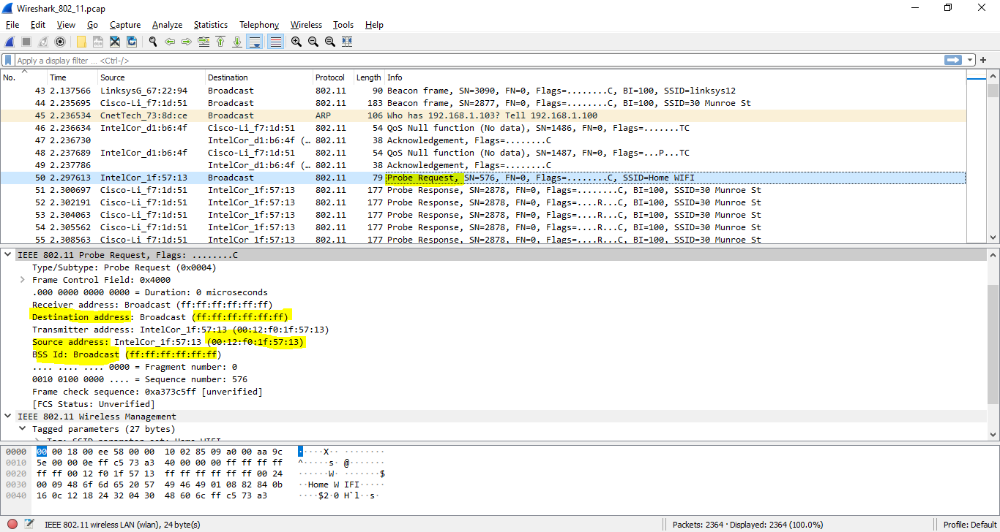 Wireshark_802_11.pcap
File Edit View Go Capture Analyze Statistics Telephony Wireless Tools Help
Apply a display filter ... <Ctrl-/>
No. Time Source Destination Protocol Length Info
43 2.137566 LinksysG_67:22:94 Broadcast 802.11 90 Beacon frame, SN=3090, FN=0, Flags=........C, BI=100, SSID=linksys12
44 2.235695 Cisco-Li_f7:1d:51 Broadcast 802.11 183 Beacon frame, SN=2877, FN=0, Flags=........C, BI=100, SSID=30 Munroe St
45 2.236534 CnetTech_73:8d:ce Broadcast ARP 106 Who has 192.168.1.103? Tell 192.168.1.100
46 2.236634 IntelCor_d1:b6:4f Cisco-Li_f7:1d:51 802.11 54 QoS Null function (No data), SN=1486, FN=0, Flags=.......TC
47 2.236730 IntelCor_d1:b6:4f (… 802.11 38 Acknowledgement, Flags=........C
48 2.237689 IntelCor_d1:b6:4f Cisco-Li_f7:1d:51 802.11 54 QoS Null function (No data), SN=1487, FN=0, Flags=...P...TC
49 2.237786 IntelCor_d1:b6:4f (… 802.11 38 Acknowledgement, Flags=........C
50 2.297613 IntelCor_1f:57:13 Broadcast 802.11 79 Probe Request, SN=576, FN=0, Flags=........C, SSID=Home WIFI
51 2.300697 Cisco-Li_f7:1d:51 IntelCor_1f:57:13 802.11 177 Probe Response, SN=2878, FN=0, Flags=........C, BI=100, SSID=30 Munroe St
52 2.302191 Cisco-Li_f7:1d:51 IntelCor_1f:57:13 802.11 177 Probe Response, SN=2878, FN=0, Flags=....R...C, BI=100, SSID=30 Munroe St
53 2.304063 Cisco-Li_f7:1d:51 IntelCor_1f:57:13 802.11 177 Probe Response, SN=2878, FN=0, Flags=....R...C, BI=100, SSID=30 Munroe St
54 2.305562 Cisco-Li_f7:1d:51 IntelCor_1f:57:13 802.11 177 Probe Response, SN=2878, FN=0, Flags=....R...C, BI=100, SSID=30 Munroe St
55 2.308563 Cisco-Li_f7:1d:51 IntelCor_1f:57:13 802.11 177 Probe Response, SN=2878, FN=0, Flags=....R...C, BI=100, SSID=30 Munroe St
IEEE 802.11 Probe Request, Flags: ........C
Type/Subtype: Probe Request (0x0004)
Frame Control Field: 0x4000
.000 0000 0000 0000 = Duration: 0 microseconds
Receiver address: Broadcast (ff:ff:ff:ff:ff:ff)
Destination address: Broadcast (ff:ff:ff:ff:ff:ff)
Transmitter address: IntelCor_1f:57:13 (00:12:f0:1f:57:13)
Source address: IntelCor_1f:57:13 (00:12:f0:1f:57:13)
BSS Id: Broadcast (ff:ff:ff:ff:ff:ff)
.... .... .... 0000 = Fragment number: 0
0010 0100 0000 .... = Sequence number: 576
Frame check sequence: 0xa373c5ff [unverified]
[FCS Status: Unverified]
IEEE 802.11 Wireless Management
Tagged parameters (27 bytes)
Tag: SSID parameter set: Home WIFI
0000 00 00 18 00 ee 58 00 00 10 02 85 09 a0 00 aa 9c ·····X·· ········
0010 5e 00 00 0e ff c5 73 a3 40 00 00 00 ff ff ff ff ^·····s· @·······
0020 ff ff 00 12 f0 1f 57 13 ff ff ff ff ff ff 00 24 ······W· ·······$
0030 00 09 48 6f 6d 65 20 57 49 46 49 01 08 82 84 0b ··Home W IFI·····
0040 16 0c 12 18 24 32 04 30 48 60 6c ff c5 73 a3 ····$2·0 H`l··s·
IEEE 802.11 wireless LAN (wlan), 24 byte(s) Packets: 2364 · Displayed: 2364 (100.0%) Profile: Default